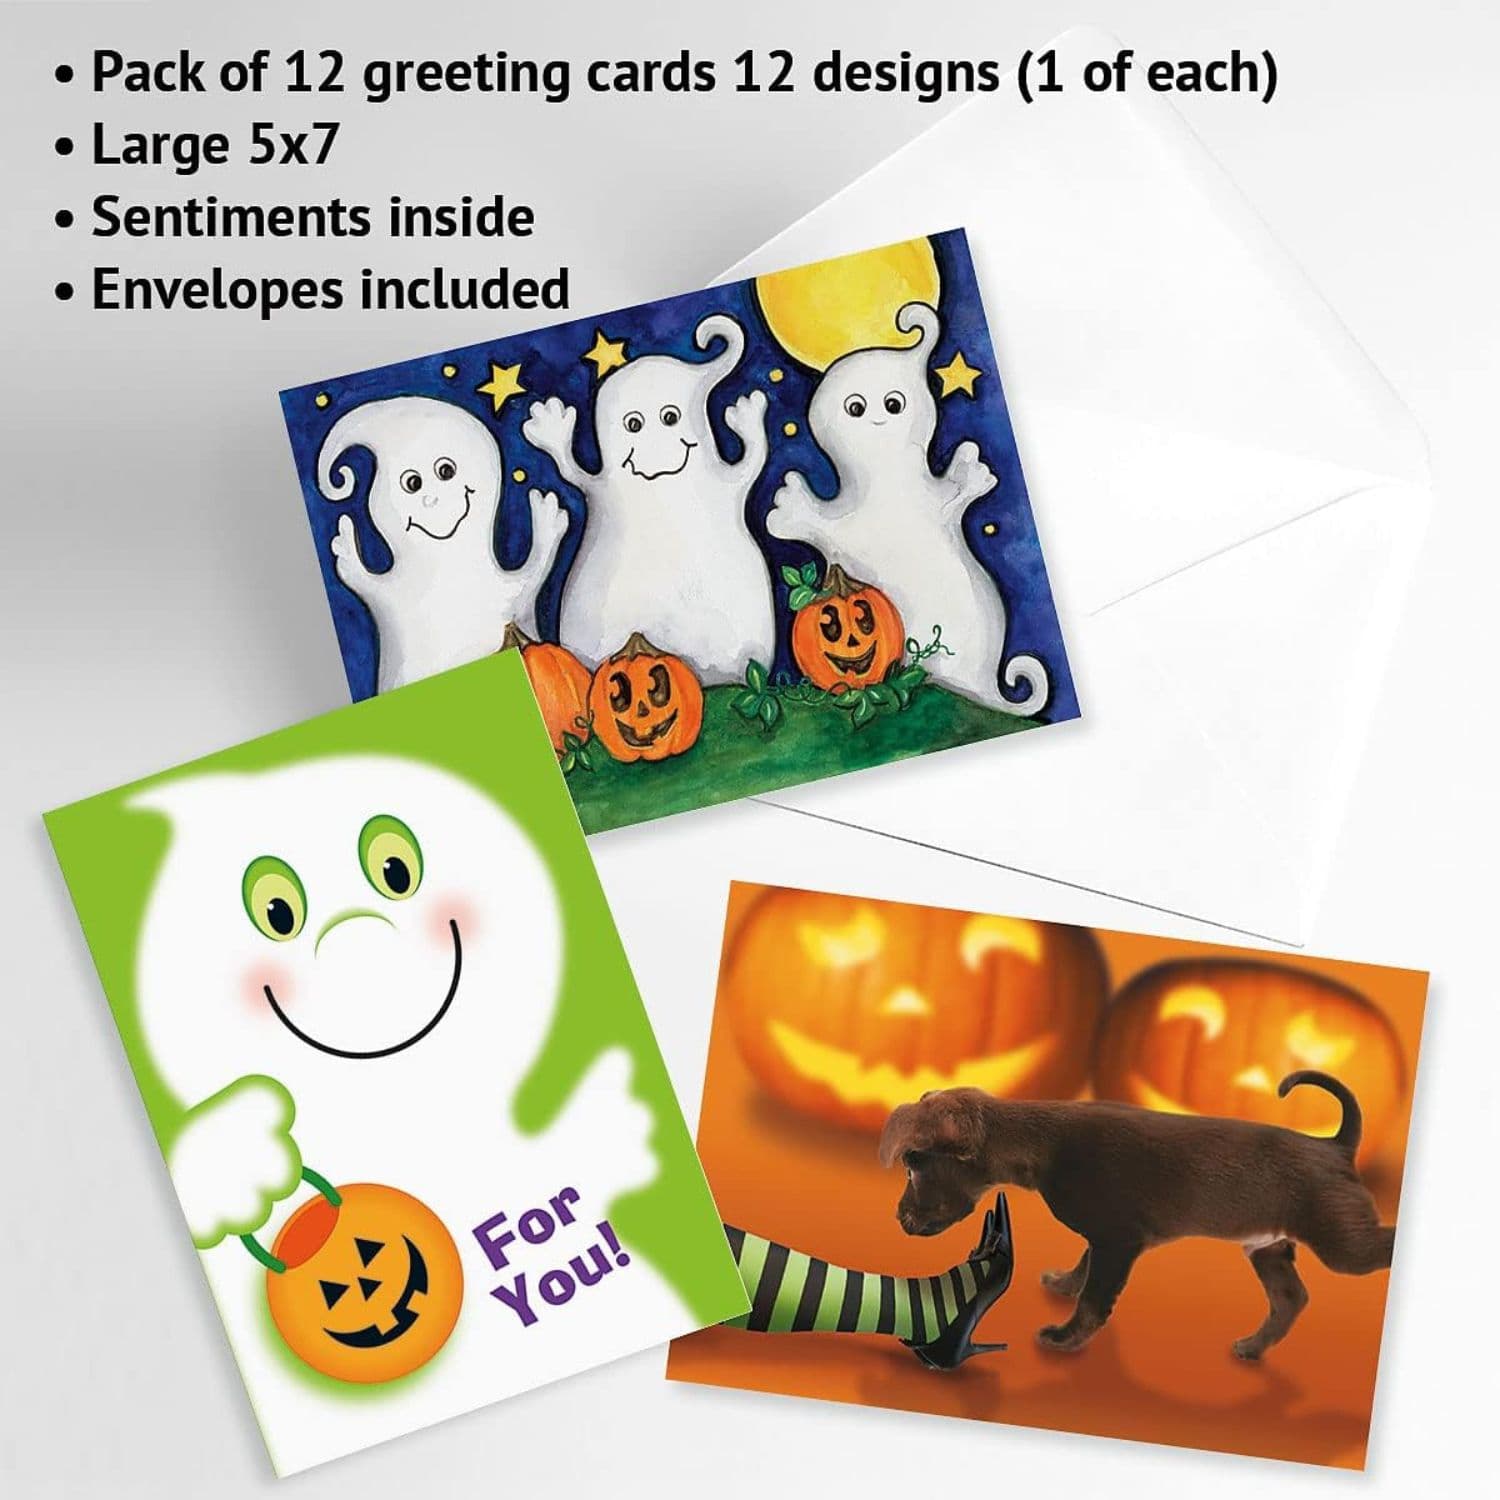 • Pack of 12 greeting cards 12 designs (1 of each)
• Large 5x7
• Sentiments inside
• Envelopes included
For
You!